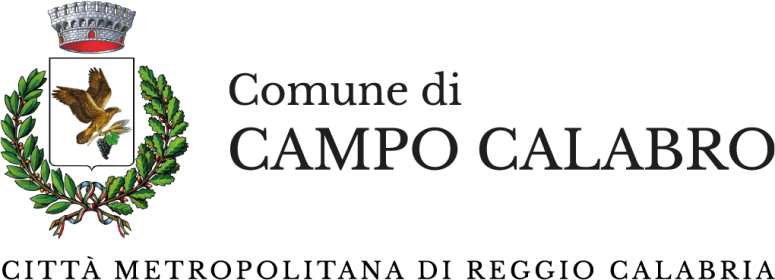 Comune di
CAMPO CALABRO
CITTÀ METROPOLITANA DI REGGIO CALABRIA